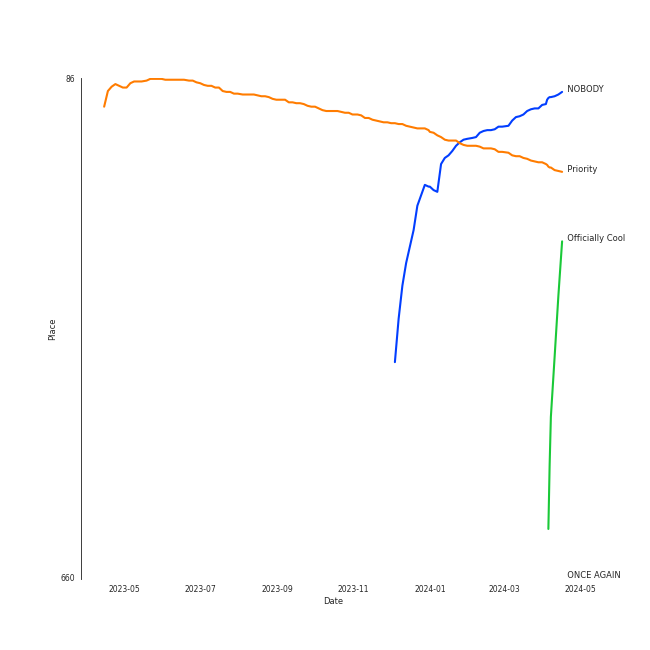 86
NOBODY
Priority
Officially Cool
Place
ONCE AGAIN
660
2023-05
2023-07
2023-09
2023-11
2024-01
2024-03
2024-05
Date